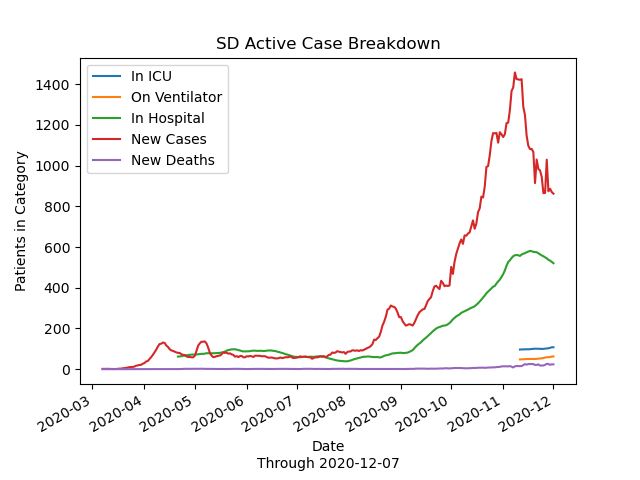 SD Active Case Breakdown
In ICU
On Ventilator
In Hospital
New Cases
New Deaths
Patients in Category
1400
1200
1000
800
600
400
200
0
2020-03
2020-04
2020-05
2020-06
2020-07
2020-08
2020-09
2020-10
2020-11
2020-12
Date
Through 2020-12-07